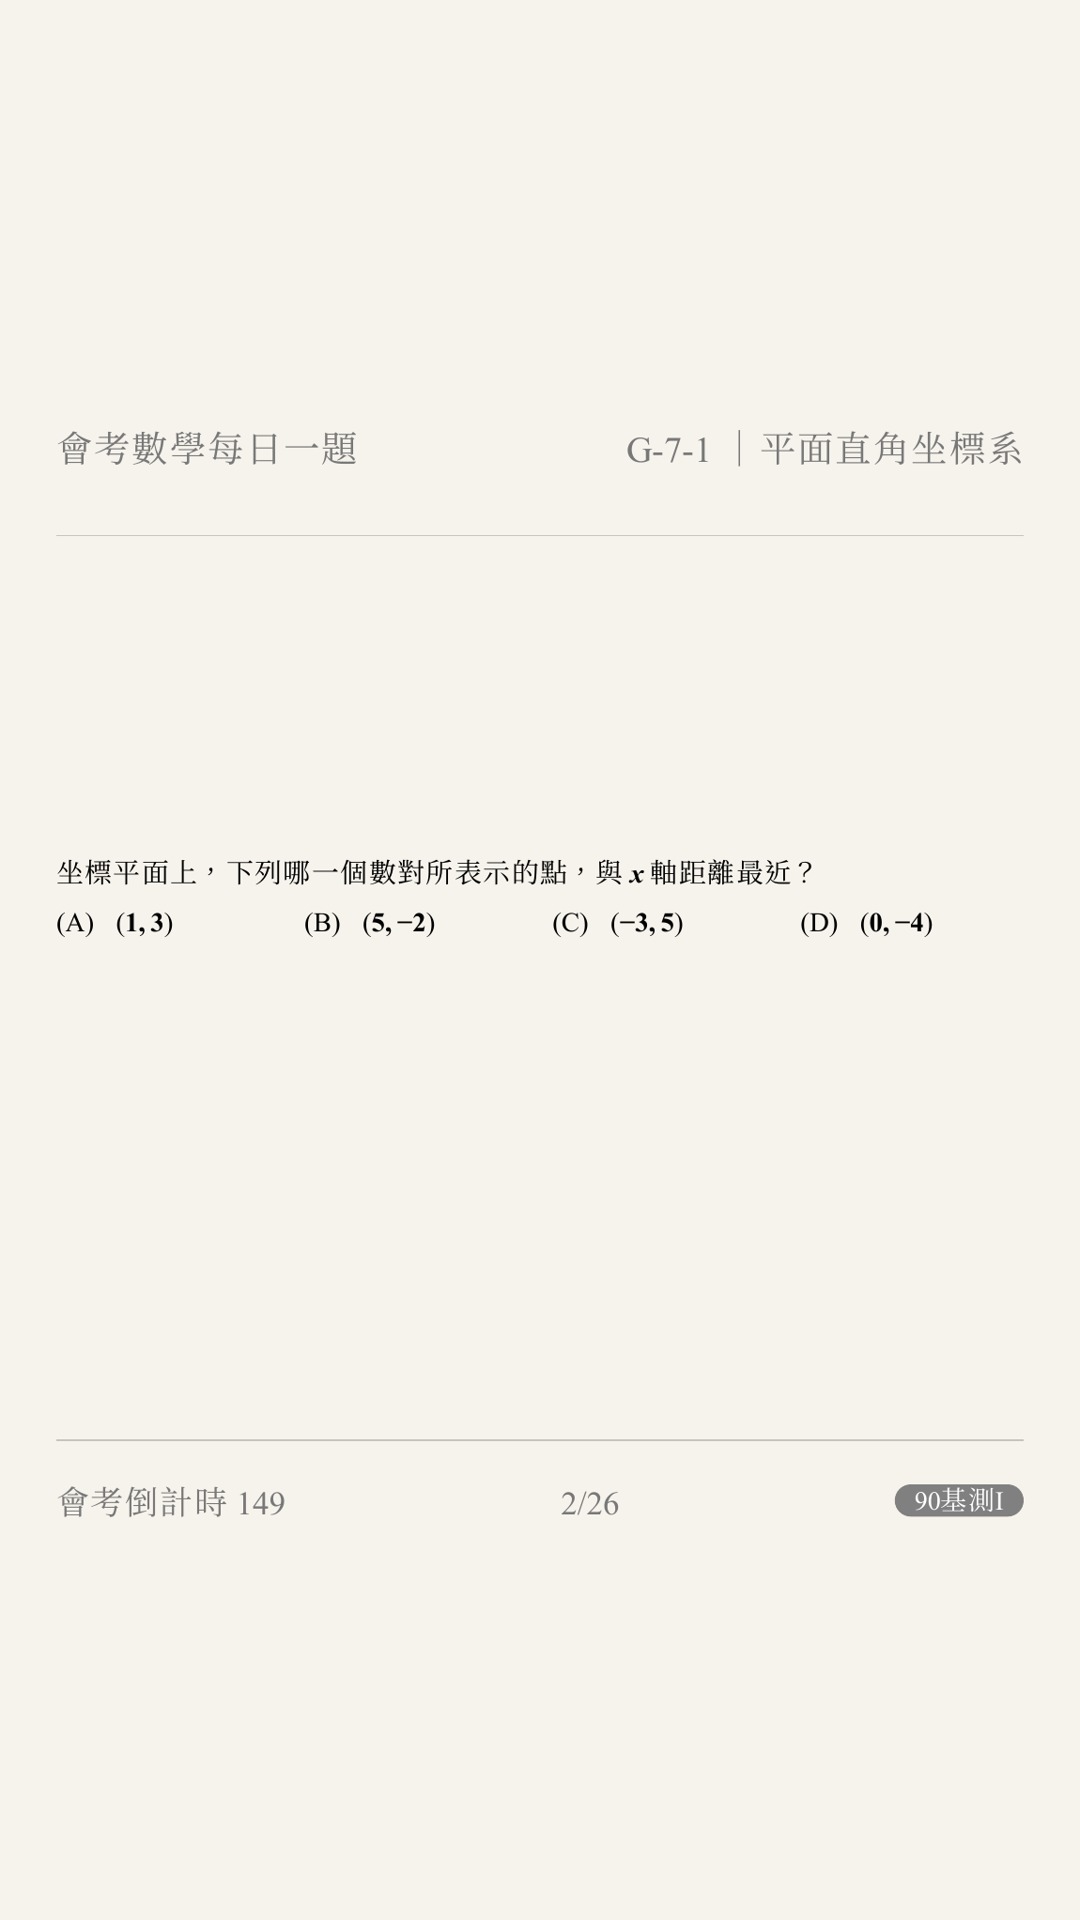 會考數學每日一題
G-7-1｜平面直角坐標系
坐標平面上，下列哪一個數對所表示的點，與 x 軸距離最近？
(A) (1, 3) (B) (5, −2) (C) (−3, 5) (D) (0, −4)
會考倒計時 149
2/26
90基測I